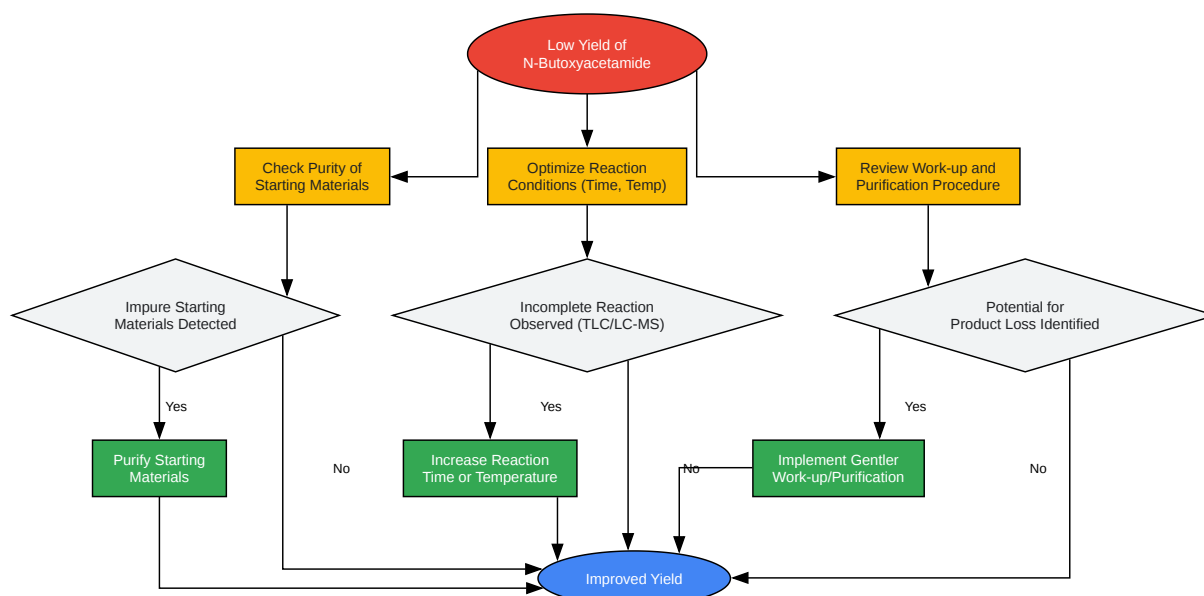 Low Yield of
N-Butoxyacetamide
Check Purity of
Starting Materials
Optimize Reaction
Conditions (Time, Temp)
Review Work-up and
Purification Procedure
Impure Starting
Materials Detected
Incomplete Reaction
Observed (TLC/LC-MS)
Potential for
Product Loss Identified
Yes
Yes
Yes
Purify Starting
Materials
No
Increase Reaction
Time or Temperature
No
Implement Gentler
Work-up/Purification
No
Improved Yield